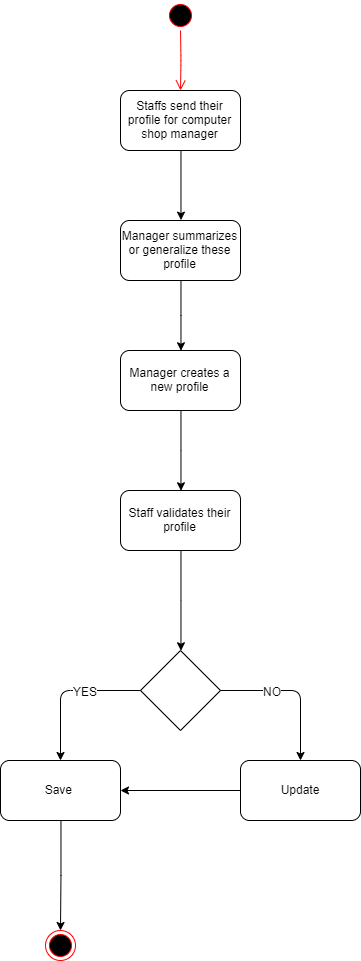 Staffs send their
profile for computer
shop manager
Manager summarizes
or generalize these
profile
Manager creates a
new profile
Staff validates their
profile
YES
NO
Save
Update